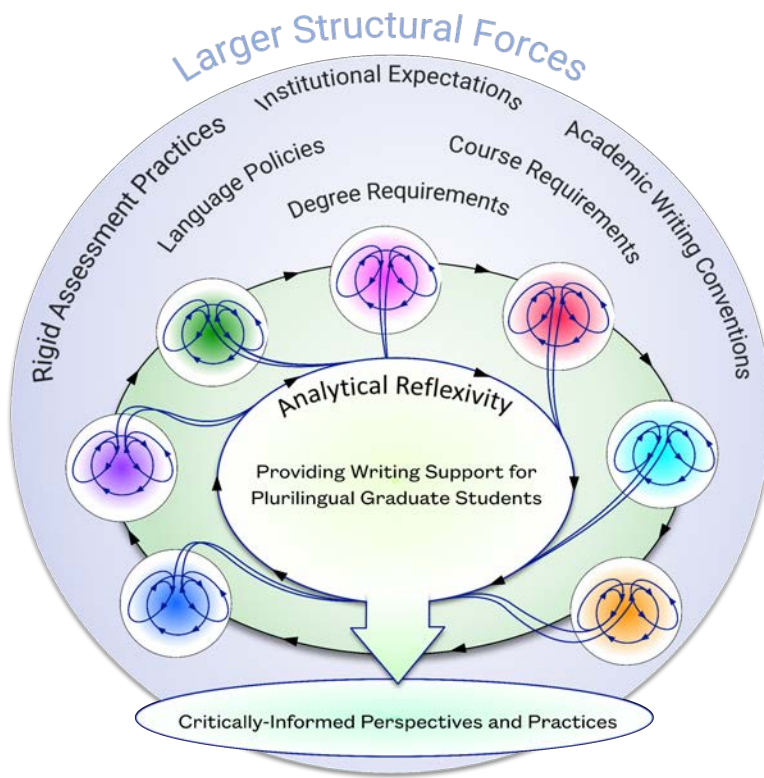 Larger Structural Forces
Institutional Expectations
Rigid Assessment Practices
Academic Writing Conventions
Language Policies
Course Requirements
Degree Requirements
Analytical Reflexivity
Providing Writing Support for
Plurilingual Graduate Students
Critically-Informed Perspectives and Practices